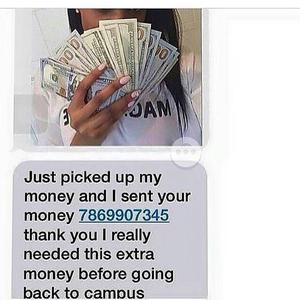 DAM
Just picked up my
money and I sent your
money 7869907345
thank you I really
needed this extra
money before going
back to campus